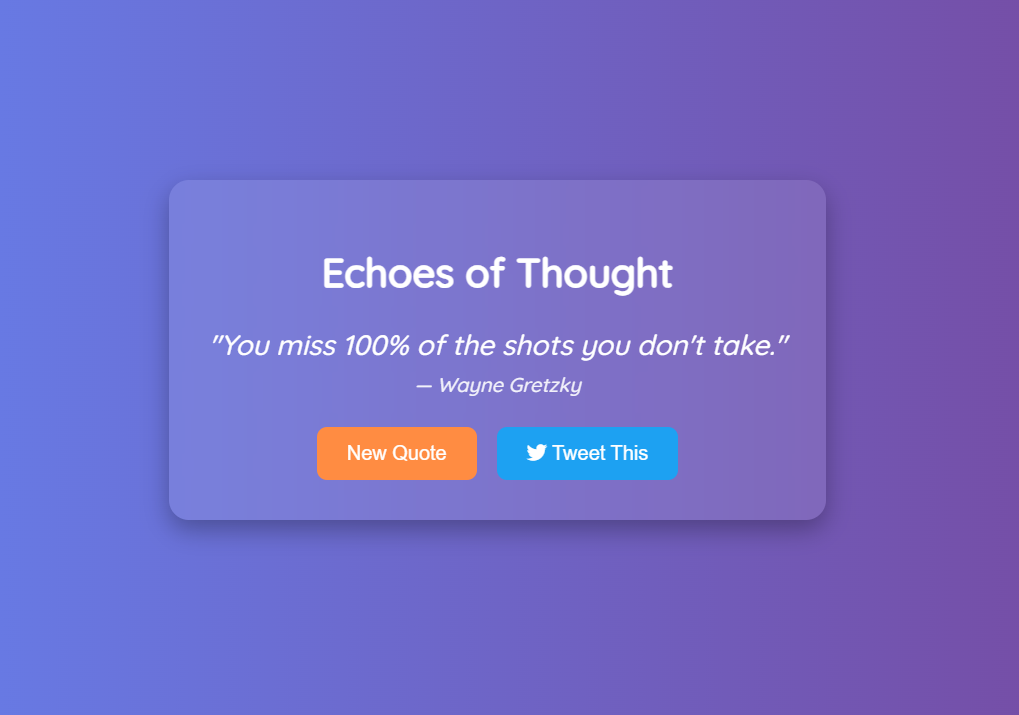 Echoes of Thought
"You miss 100% of the shots you don't take."
— Wayne Gretzky
New Quote
Tweet This